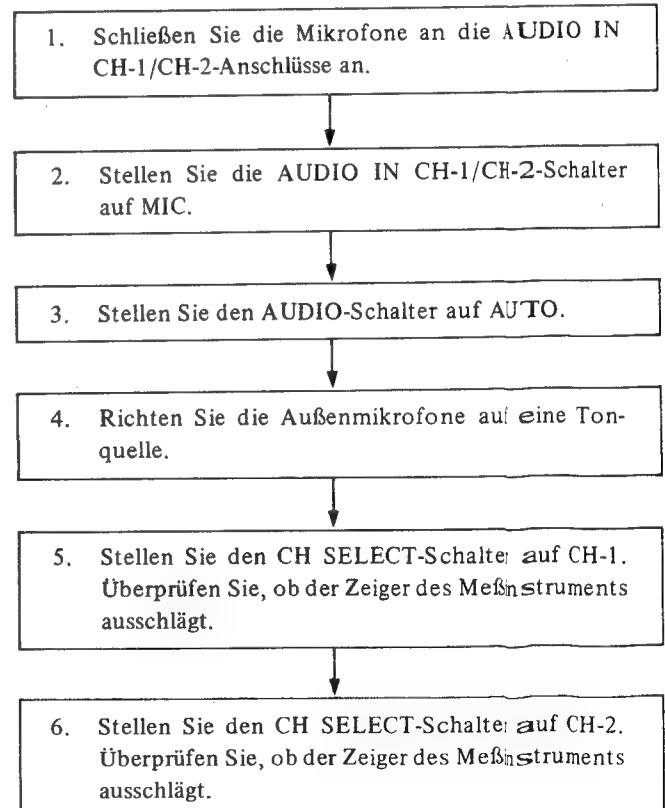 1. Schließen Sie die Mikrofone an die AUDIO IN
CH-1/CH-2-Anschlüsse an.
2. Stellen Sie die AUDIO IN CH-1/CH-2-Schalter
auf MIC.
3. Stellen Sie den AUDIO-Schalter auf AUTO.
4. Richten Sie die Außenmikrofone auf eine Ton-
quelle.
5. Stellen Sie den CH SELECT-Schalter auf CH-1.
Überprüfen Sie, ob der Zeiger des Meßinstruments
ausschlägt.
6. Stellen Sie den CH SELECT-Schalter auf CH-2.
Überprüfen Sie, ob der Zeiger des Meßinstruments
ausschlägt.